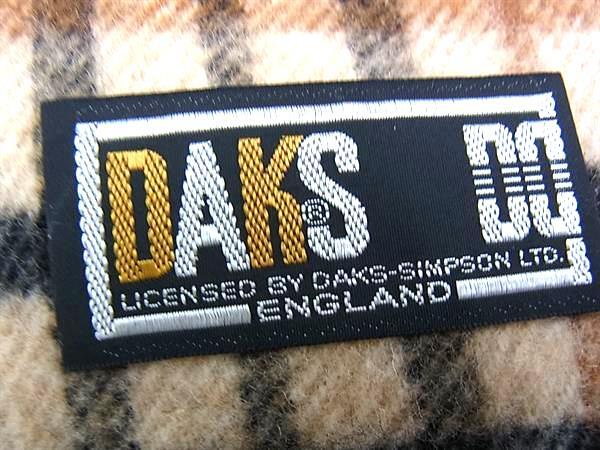 DAKS® DD
LICENSED BY DAKS-SIMPSON LTD.
ENGLAND